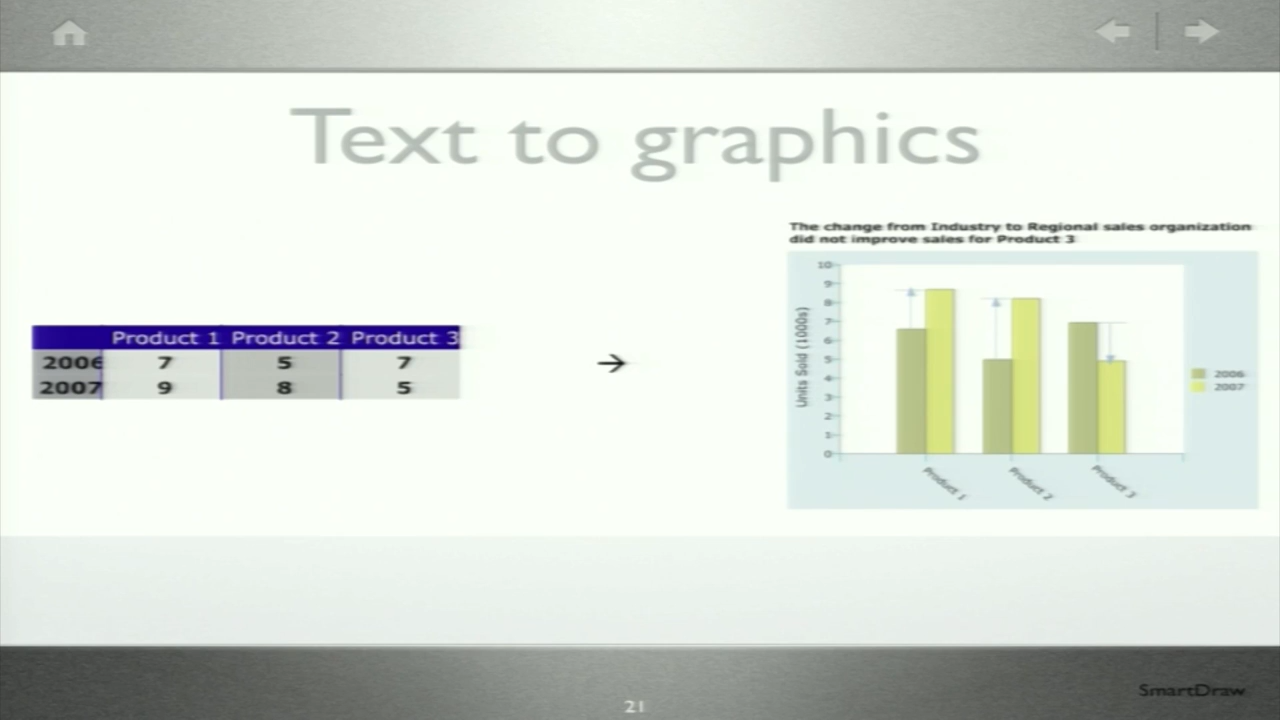 Text to graphics
Product 1 Product 2 Product 3
2006 7 5 7
2007 9 8 5
→
The change from Industry to Regional sales organization
did not improve sales for Product 3
10
9
8
7
6
5
4
3
2
1
0
Units Sold (1000s)
Product 1
Product 2
Product 3
2006
2007
21
SmartDraw